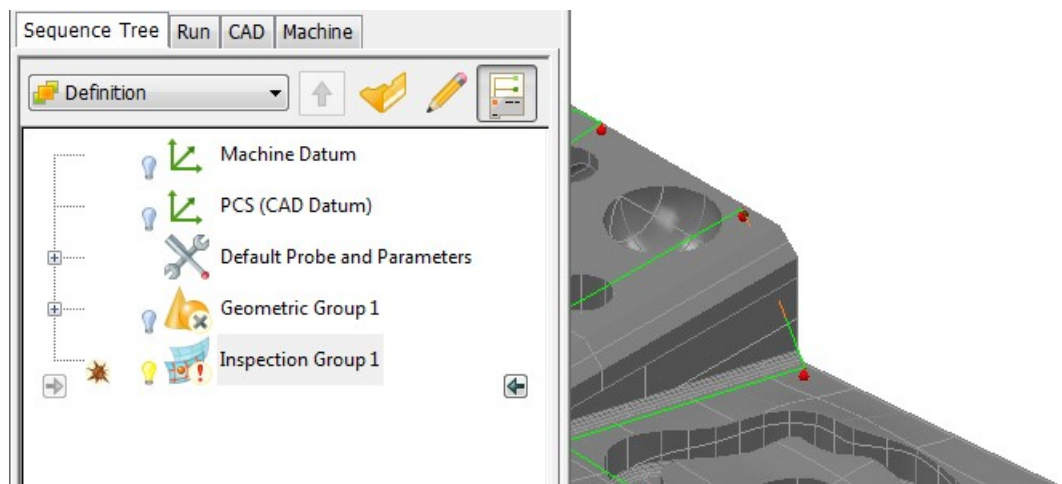 Sequence Tree Run CAD Machine
Definition
Machine Datum
PCS (CAD Datum)
Default Probe and Parameters
Geometric Group 1
Inspection Group 1